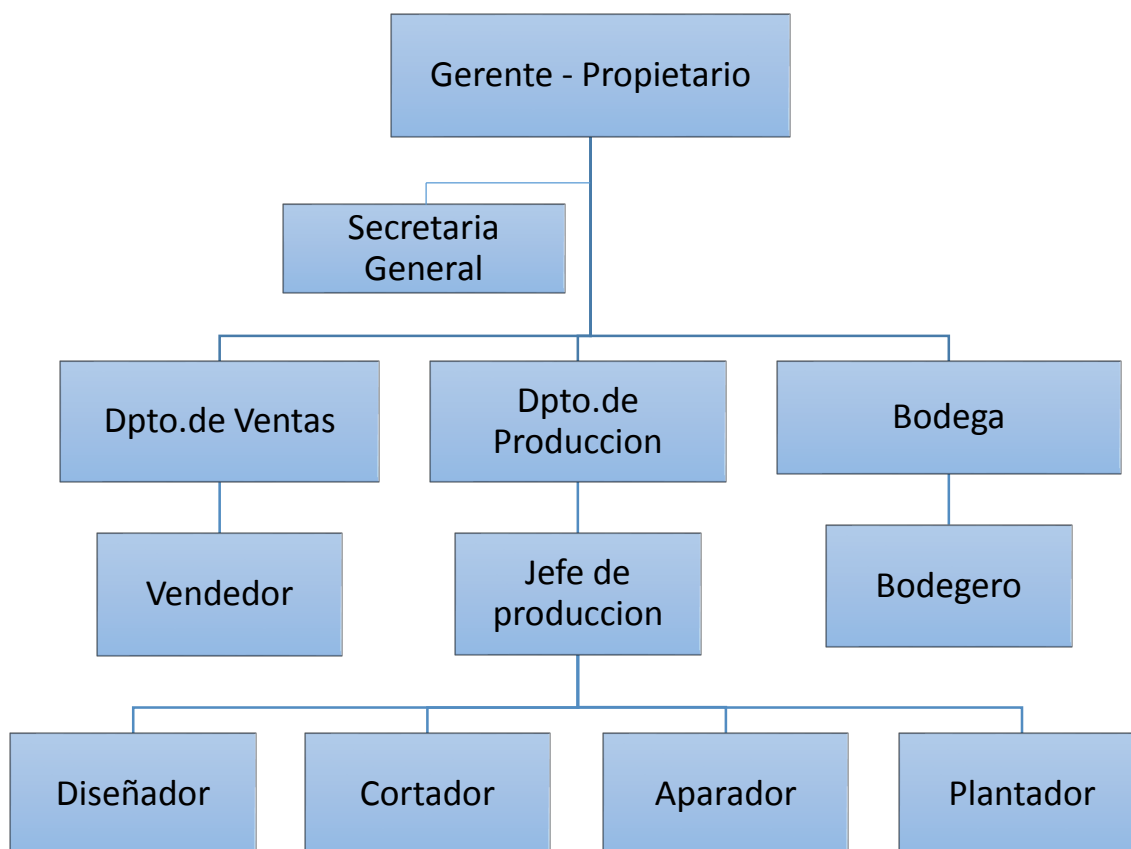 Gerente - Propietario
Secretaria
General
Dpto.de Ventas
Dpto.de
Produccion
Bodega
Vendedor
Jefe de
produccion
Bodegero
Diseñador
Cortador
Aparador
Plantador